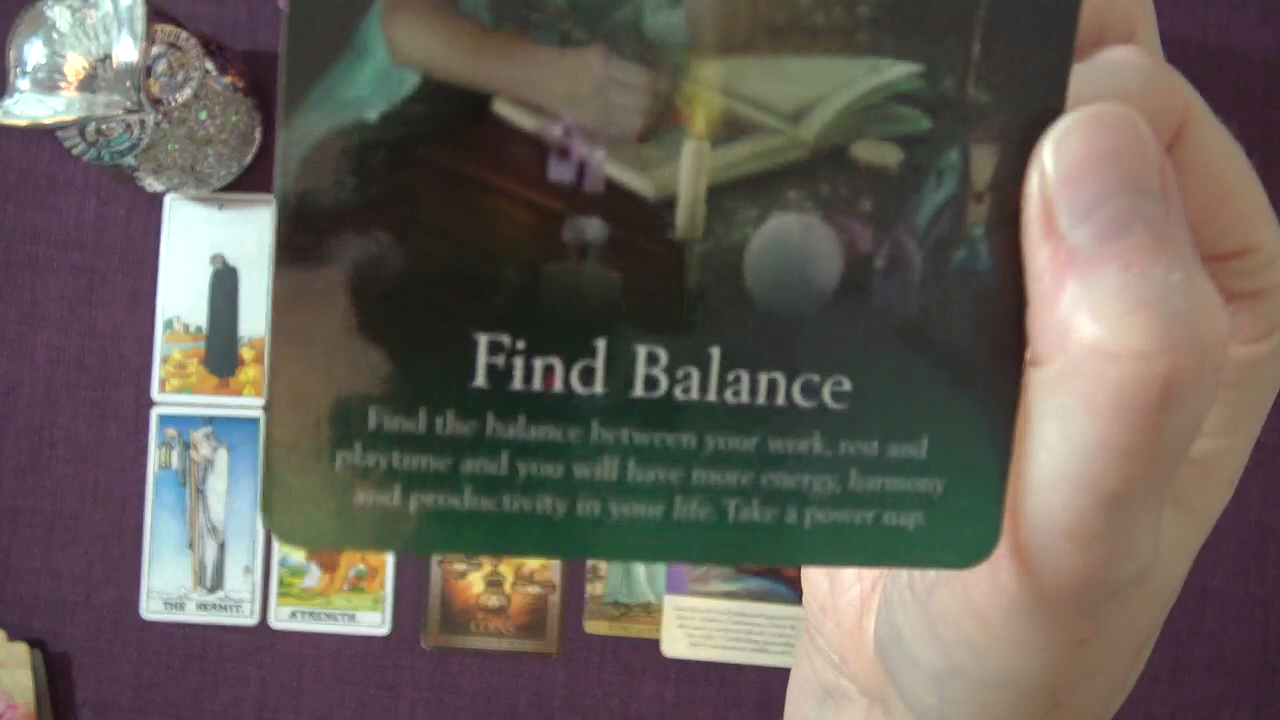 Find Balance
Find the balance between your work, rest and
playtime and you will have more energy, harmony
and productivity in your life. Take a power nap.
THE HERMIT.
STRENGTH.
COINS